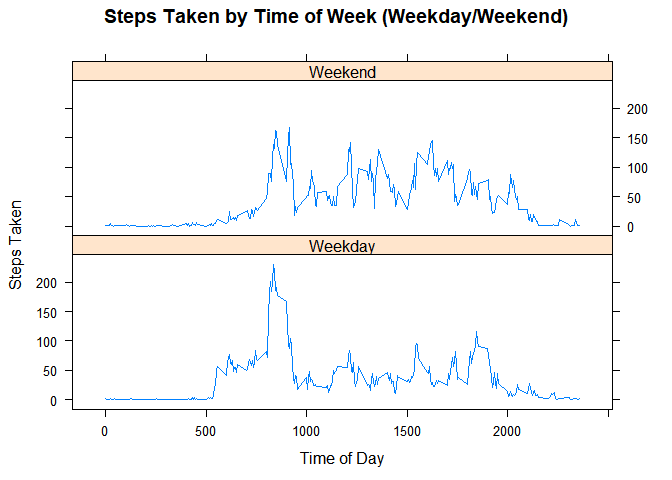 Steps Taken by Time of Week (Weekday/Weekend)
Weekend
200
150
100
50
0
Weekday
200
150
100
50
0
Steps Taken
0 500 1000 1500 2000
Time of Day